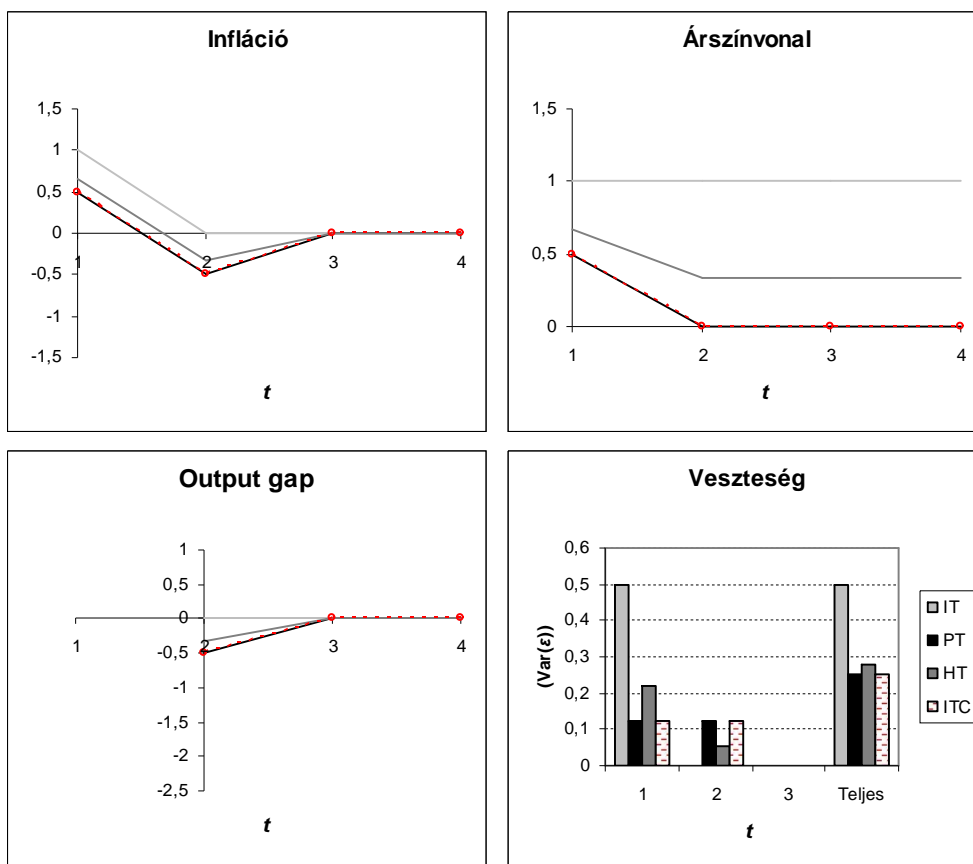 Infláció
1,5
1
0,5
0
-0,5
-1
-1,5
1
2
3
4
t
Árszínvonal
1,5
1
0,5
0
1
2
3
4
t
Output gap
1
0,5
0
-0,5
-1
-1,5
-2
-2,5
1
2
3
4
t
Veszteség
(Var(ε))
0,6
0,5
0,4
0,3
0,2
0,1
0
1
2
3
Teljes
t
IT
PT
HT
ITC